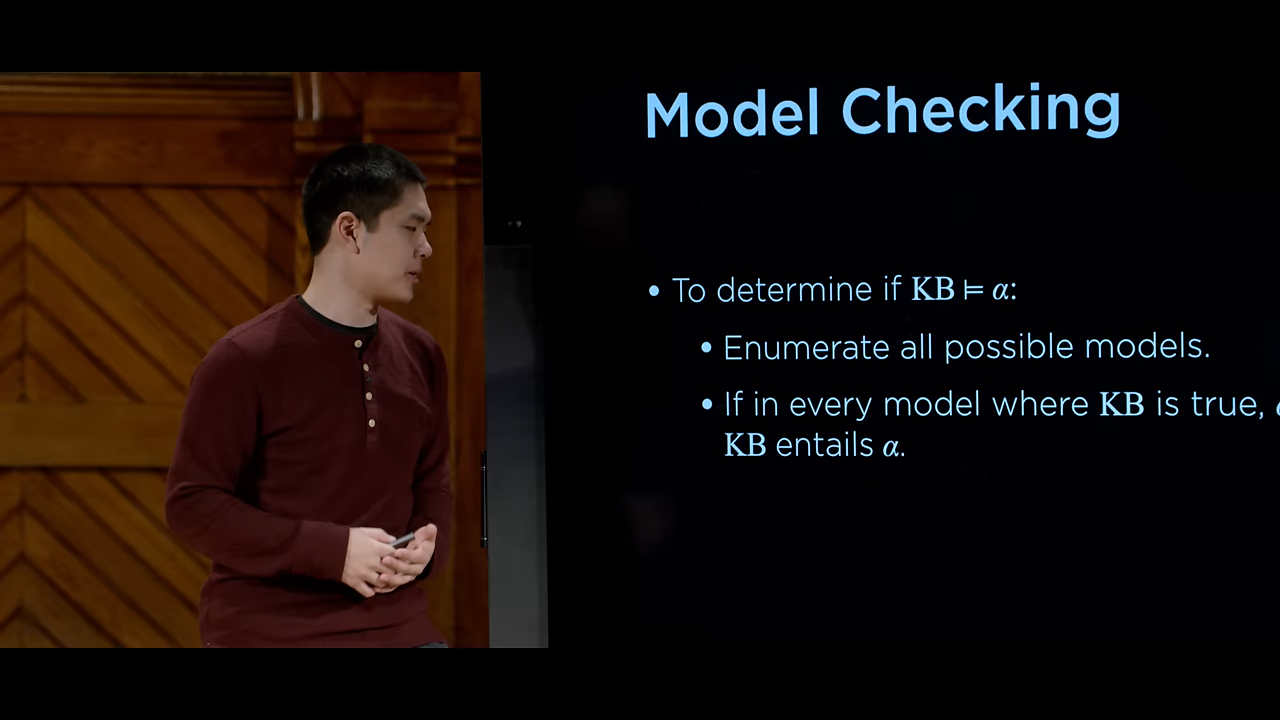 Model Checking
• To determine if KB ⊨ α:
• Enumerate all possible models.
• If in every model where KB is true,
KB entails α.